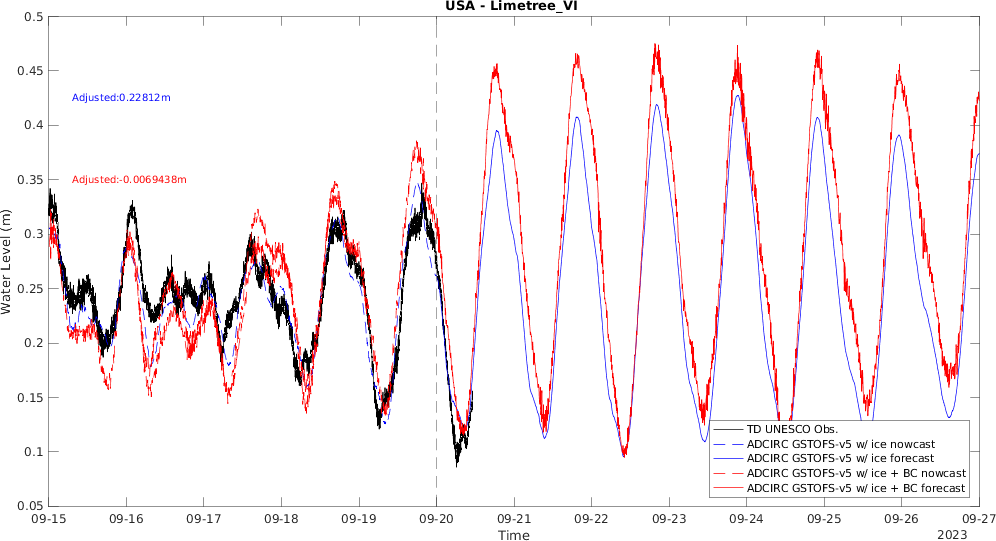 USA - Limetree_VI
0.5
0.45
0.4
0.35
0.3
0.25
0.2
0.15
0.1
0.05
Water Level (m)
Adjusted:0.22812m
Adjusted:-0.0069438m
TD UNESCO Obs.
ADCIRC GSTOFS-v5 w/ ice nowcast
ADCIRC GSTOFS-v5 w/ ice forecast
ADCIRC GSTOFS-v5 w/ ice + BC nowcast
ADCIRC GSTOFS-v5 w/ ice + BC forecast
09-15 09-16 09-17 09-18 09-19 09-20 09-21 09-22 09-23 09-24 09-25 09-26 09-27
Time
2023